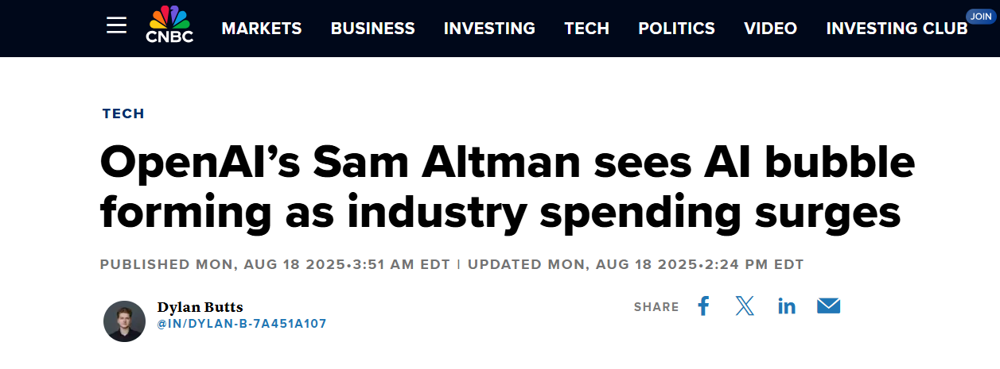 CNBC
MARKETS BUSINESS INVESTING TECH POLITICS VIDEO INVESTING CLUB JOIN
TECH
OpenAI’s Sam Altman sees AI bubble
forming as industry spending surges
PUBLISHED MON, AUG 18 2025•3:51 AM EDT | UPDATED MON, AUG 18 2025•2:24 PM EDT
Dylan Butts
@IN/DYLAN-B-7A451A107
SHARE